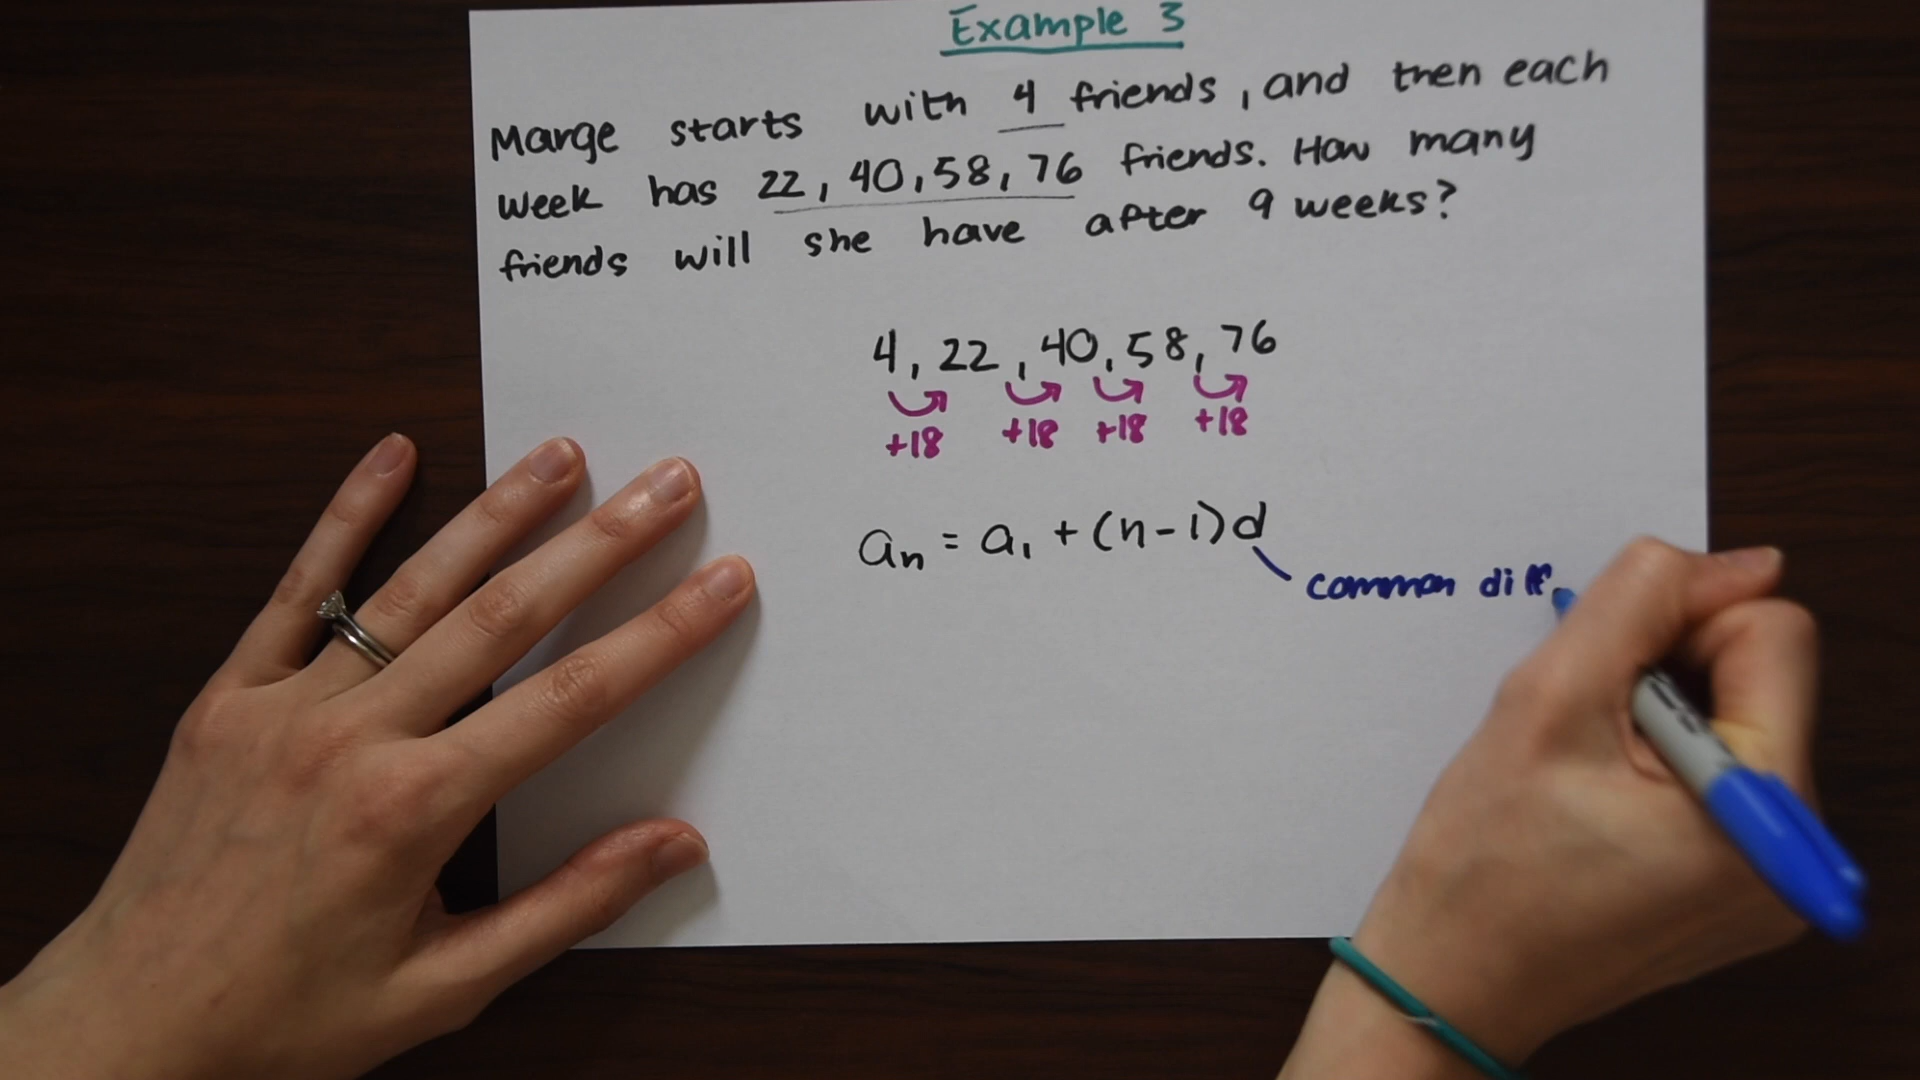 Example 3
Marge starts with 4 friends, and then each
week has 22, 40, 58, 76 friends. How many
friends will she have after 9 weeks?
4, 22, 40, 58, 76
+18 +18 +18 +18
an = a1 + (n-1)d
common diff